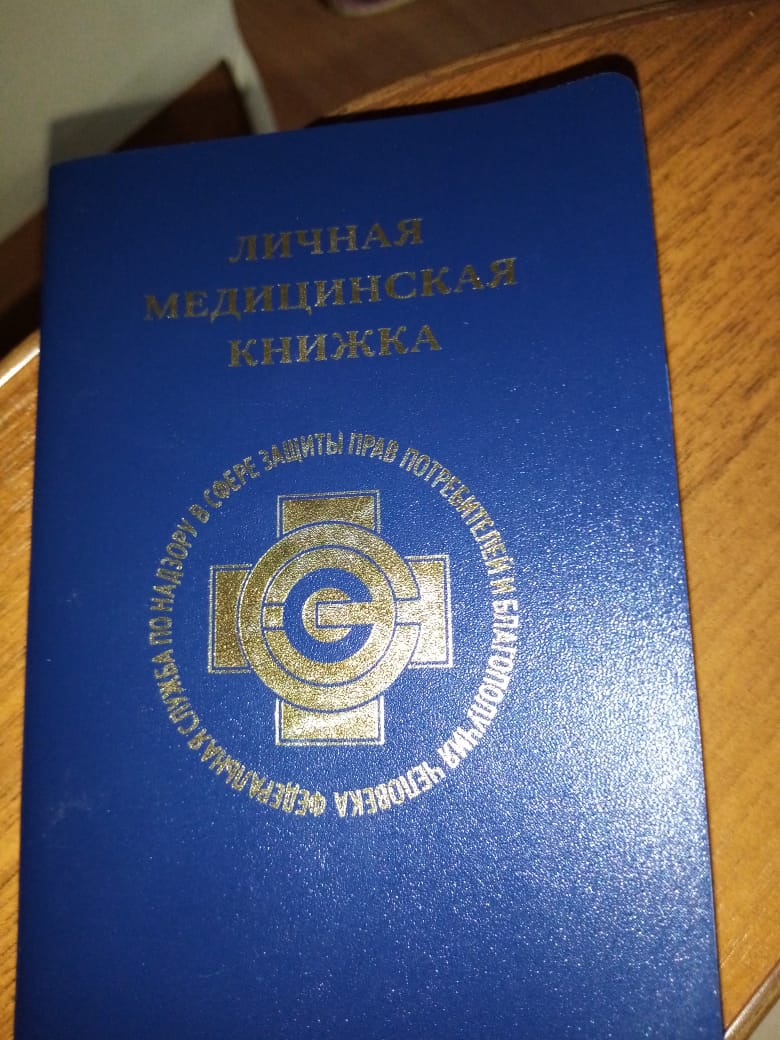 ЛИЧНАЯ
МЕДИЦИНСКАЯ
КНИЖКА
ФЕДЕРАЛЬНАЯ СЛУЖБА ПО НАДЗОРУ В СФЕРЕ ЗАЩИТЫ ПРАВ ПОТРЕБИТЕЛЕЙ И БЛАГОПОЛУЧИЯ ЧЕЛОВЕКА